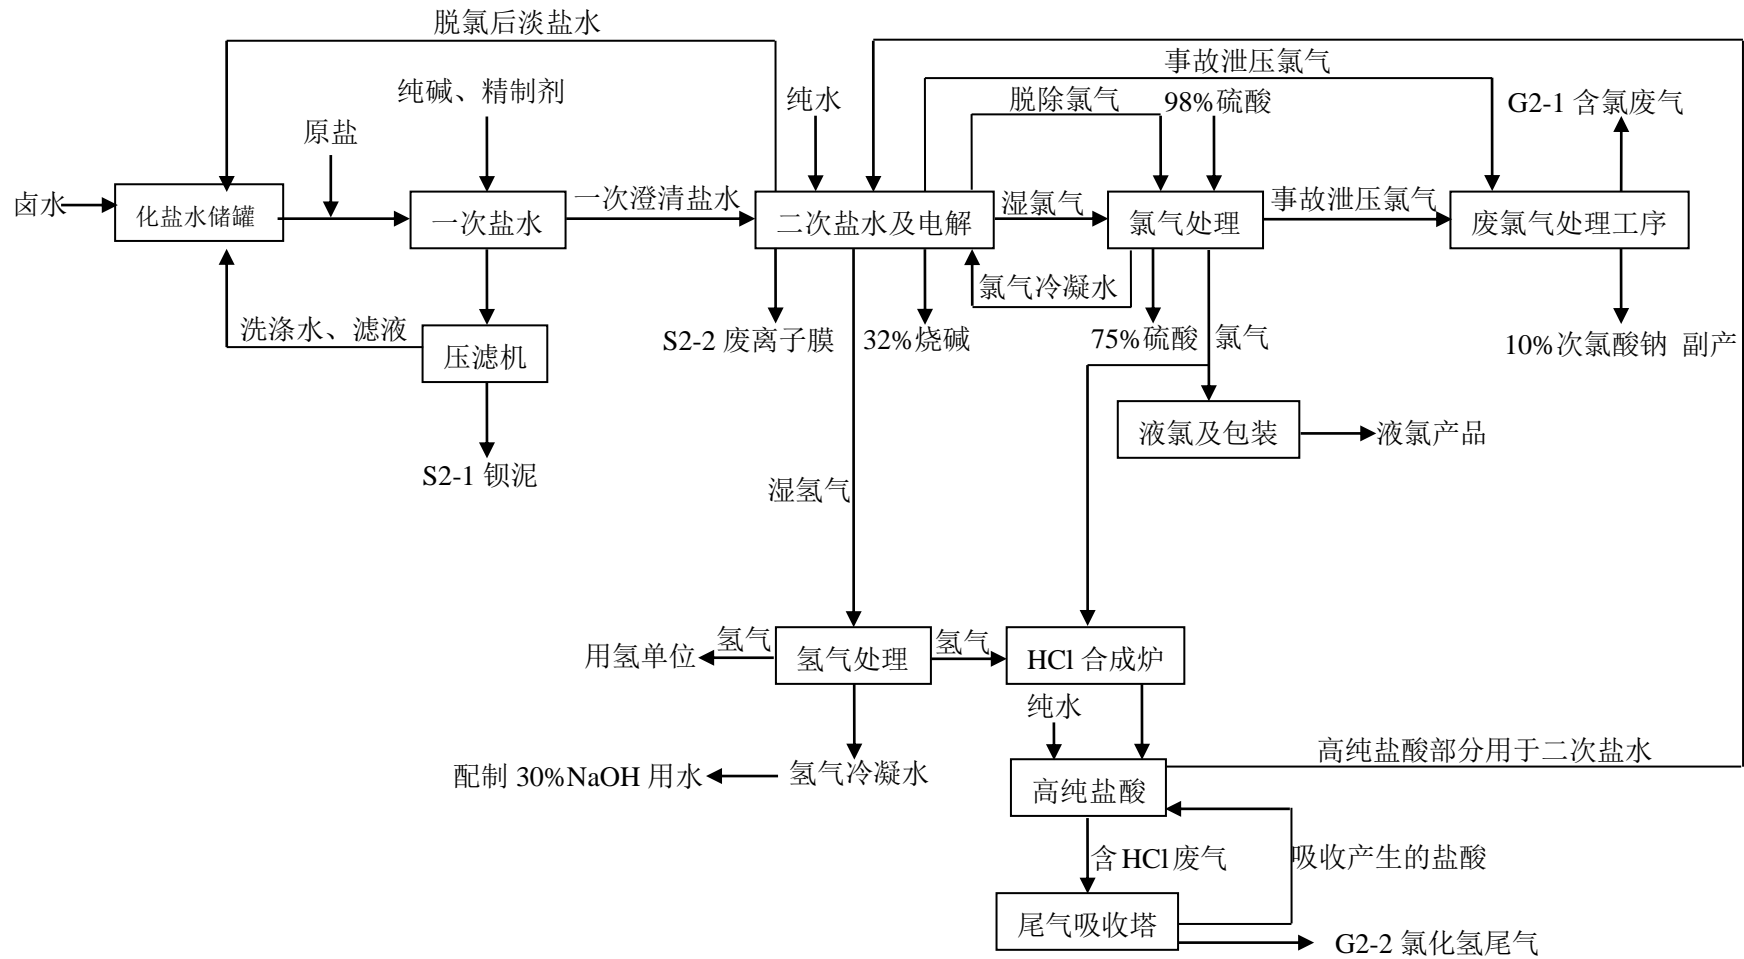 脱氯后淡盐水
事故泄压氯气
纯碱、精制剂
纯水
脱除氯气
98%硫酸
G2-1 含氯废气
原盐
卤水
化盐水储罐
一次盐水
一次澄清盐水
二次盐水及电解
湿氯气
氯气处理
事故泄压氯气
废氯气处理工序
氯气冷凝水
洗涤水、滤液
压滤机
S2-2 废离子膜
32%烧碱
75%硫酸
氯气
10%次氯酸钠 副产
液氯及包装
液氯产品
S2-1 钡泥
湿氢气
用氢单位
氢气
氢气处理
氢气
HCl 合成炉
纯水
配制 30%NaOH 用水
氢气冷凝水
高纯盐酸
高纯盐酸部分用于二次盐水
含 HCl 废气
吸收产生的盐酸
尾气吸收塔
G2-2 氯化氢尾气